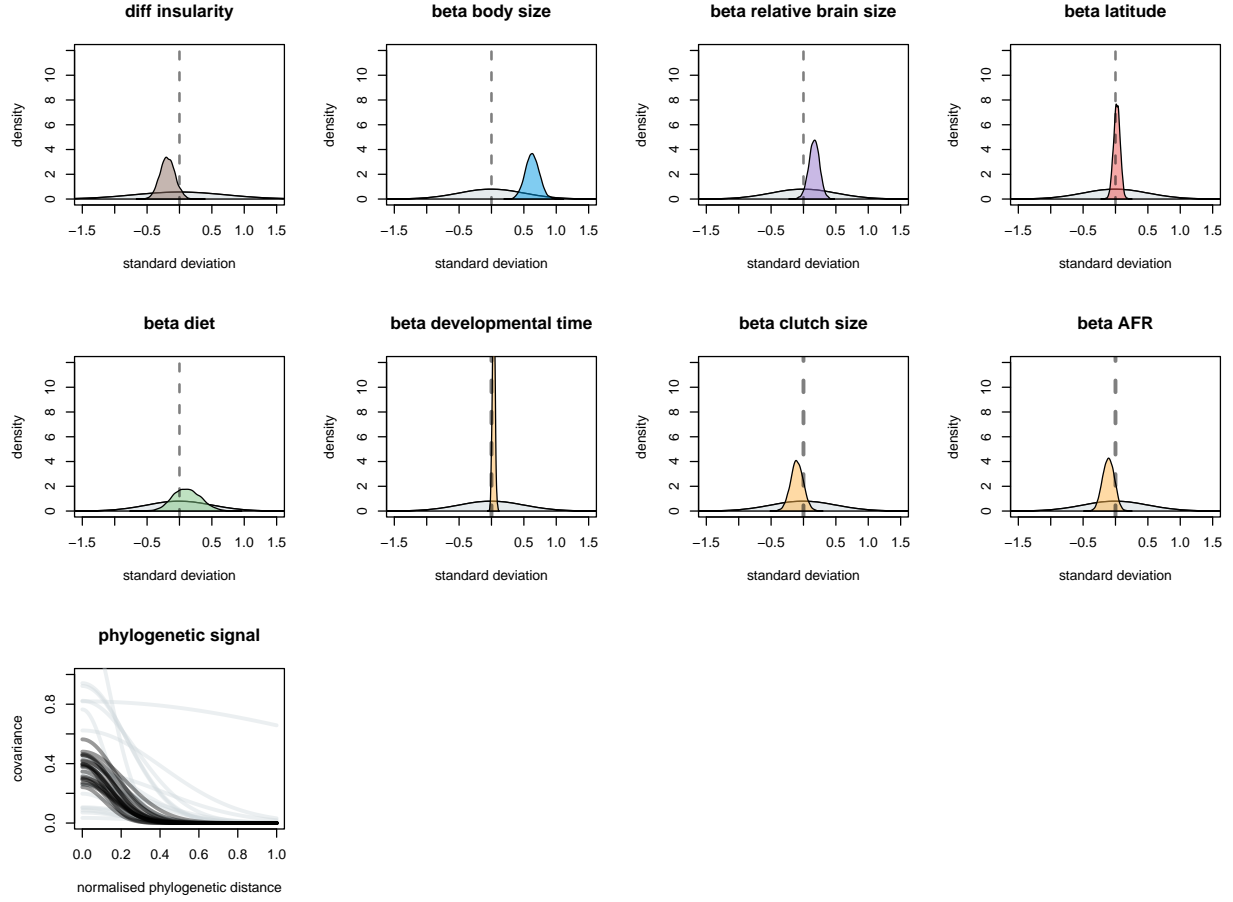 diff insularity
beta body size
beta relative brain size
beta latitude
density
0 2 4 6 8 10
−1.5 −0.5 0.5 1.0 1.5
standard deviation
density
0 2 4 6 8 10
−1.5 −0.5 0.5 1.0 1.5
standard deviation
density
0 2 4 6 8 10
−1.5 −0.5 0.5 1.0 1.5
standard deviation
density
0 2 4 6 8 10
−1.5 −0.5 0.5 1.0 1.5
standard deviation
beta diet
beta developmental time
beta clutch size
beta AFR
density
0 2 4 6 8 10
−1.5 −0.5 0.5 1.0 1.5
standard deviation
density
0 2 4 6 8 10
−1.5 −0.5 0.5 1.0 1.5
standard deviation
density
0 2 4 6 8 10
−1.5 −0.5 0.5 1.0 1.5
standard deviation
density
0 2 4 6 8 10
−1.5 −0.5 0.5 1.0 1.5
standard deviation
phylogenetic signal
covariance
0.0 0.4 0.8
0.0 0.2 0.4 0.6 0.8 1.0
normalised phylogenetic distance